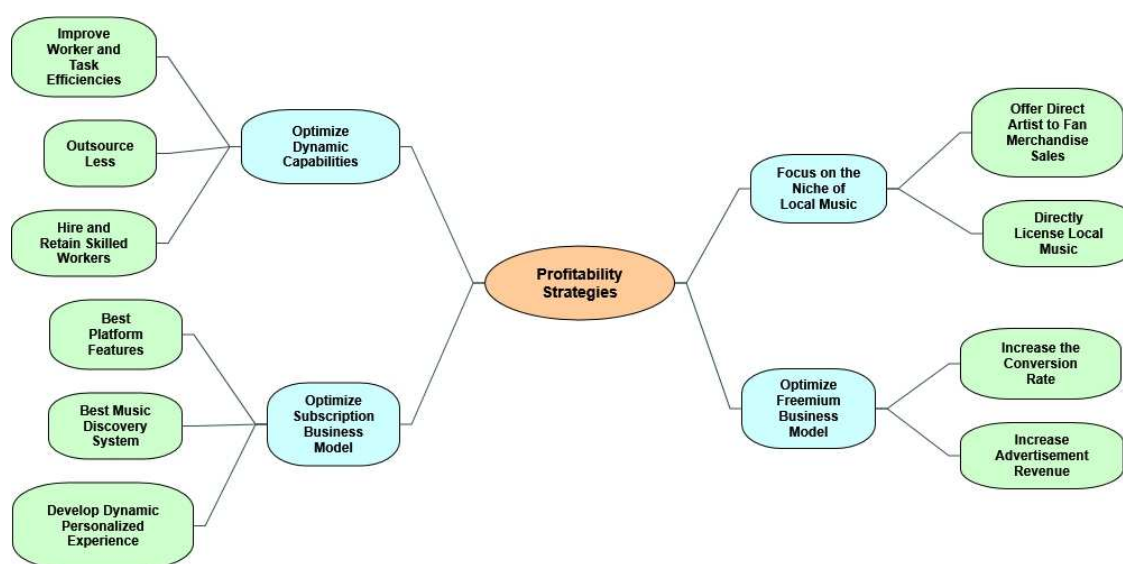 Improve
Worker and
Task
Efficiencies
Outsource
Less
Hire and
Retain Skilled
Workers
Optimize
Dynamic
Capabilities
Best
Platform
Features
Best Music
Discovery
System
Develop Dynamic
Personalized
Experience
Optimize
Subscription
Business
Model
Profitability
Strategies
Focus on the
Niche of
Local Music
Offer Direct
Artist to Fan
Merchandise
Sales
Directly
License Local
Music
Optimize
Freemium
Business
Model
Increase the
Conversion
Rate
Increase
Advertisement
Revenue